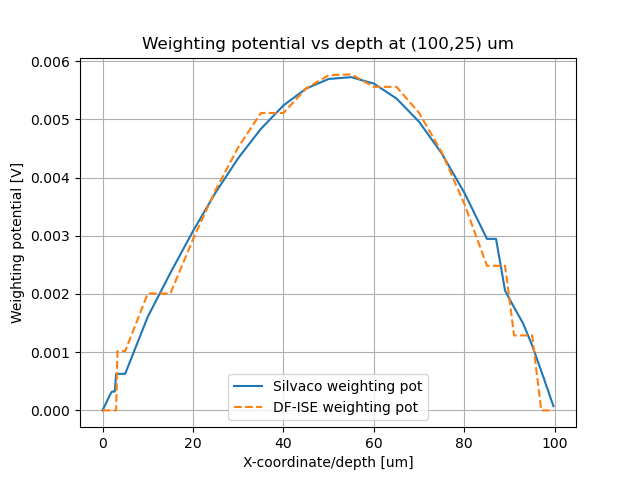 Weighting potential vs depth at (100,25) um
Weighting potential [V]
0.006
0.005
0.004
0.003
0.002
0.001
0.000
0 20 40 60 80 100
X-coordinate/depth [um]
Silvaco weighting pot
DF-ISE weighting pot